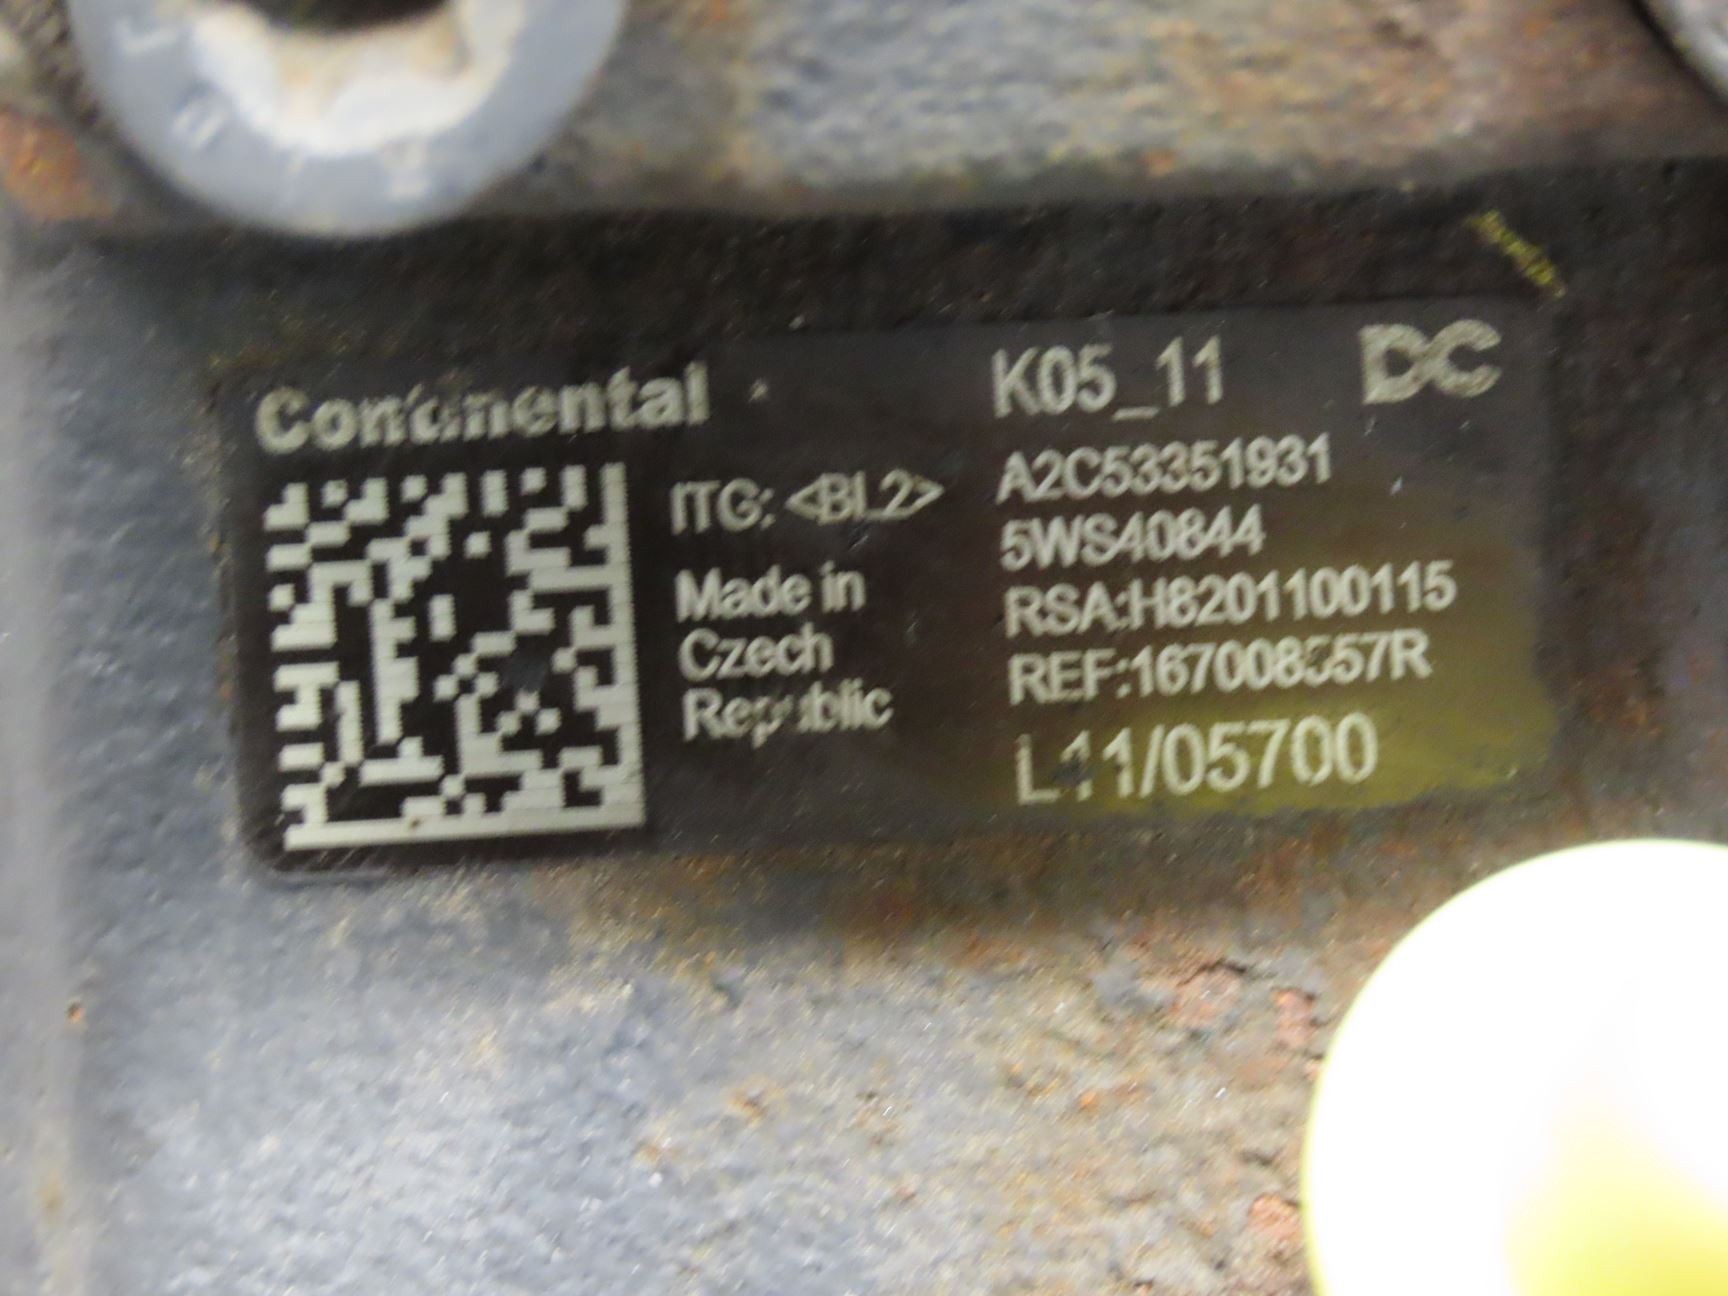 Continental
K05_11
DC
ITG: <BL2>
A2C53351931
5WS40844
Made in
Czech
Republic
RSA:H8201100115
REF:167008557R
L11/05700